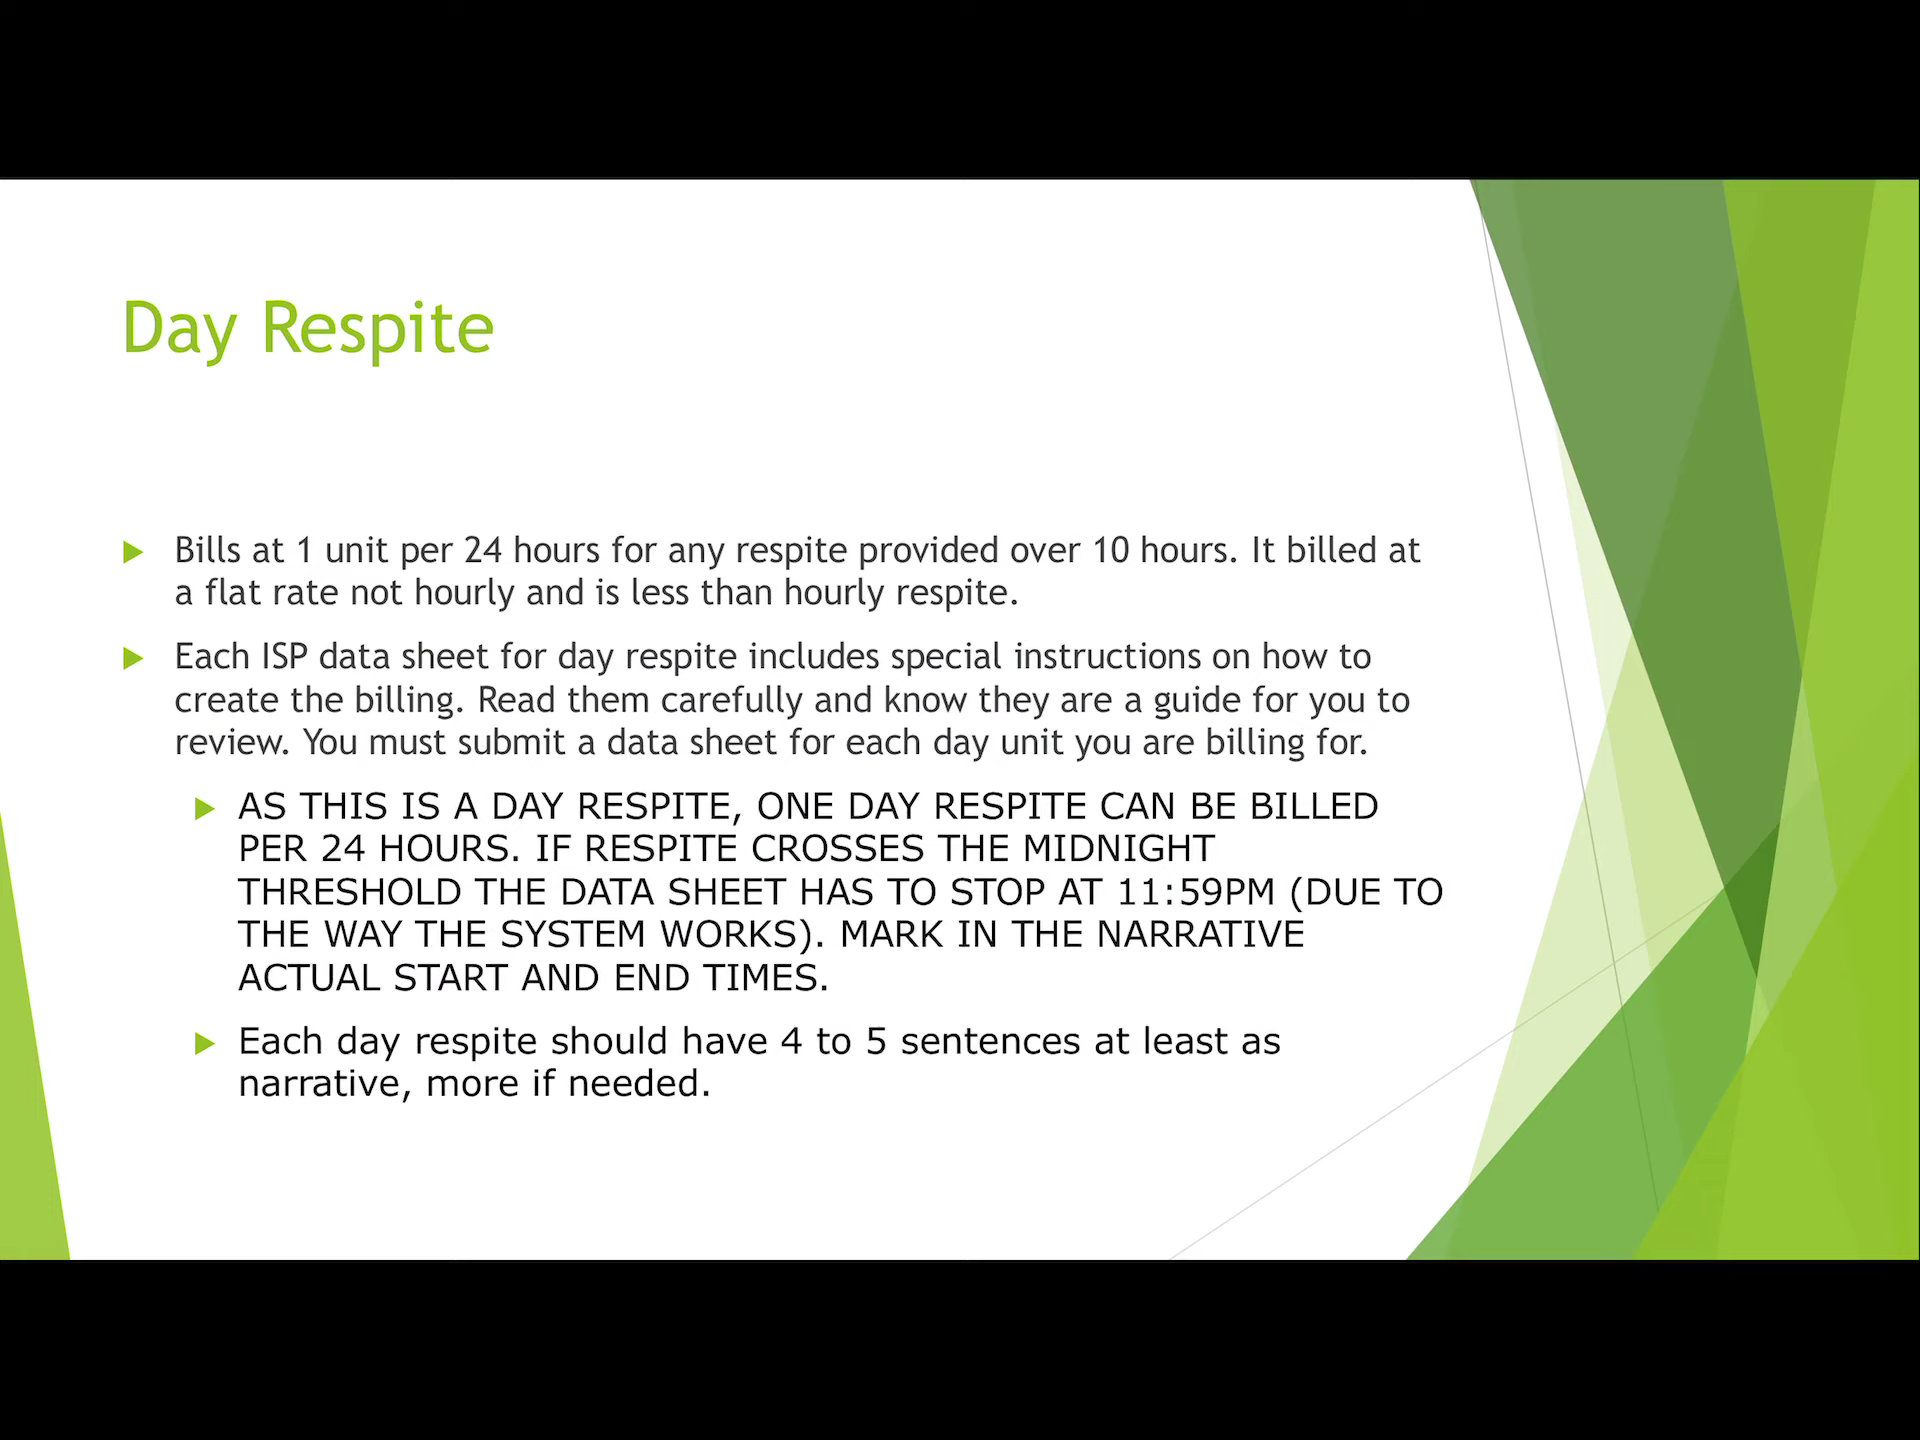 Day Respite
Bills at 1 unit per 24 hours for any respite provided over 10 hours. It billed at
a flat rate not hourly and is less than hourly respite.
Each ISP data sheet for day respite includes special instructions on how to
create the billing. Read them carefully and know they are a guide for you to
review. You must submit a data sheet for each day unit you are billing for.
AS THIS IS A DAY RESPITE, ONE DAY RESPITE CAN BE BILLED
PER 24 HOURS. IF RESPITE CROSSES THE MIDNIGHT
THRESHOLD THE DATA SHEET HAS TO STOP AT 11:59PM (DUE TO
THE WAY THE SYSTEM WORKS). MARK IN THE NARRATIVE
ACTUAL START AND END TIMES.
Each day respite should have 4 to 5 sentences at least as
narrative, more if needed.